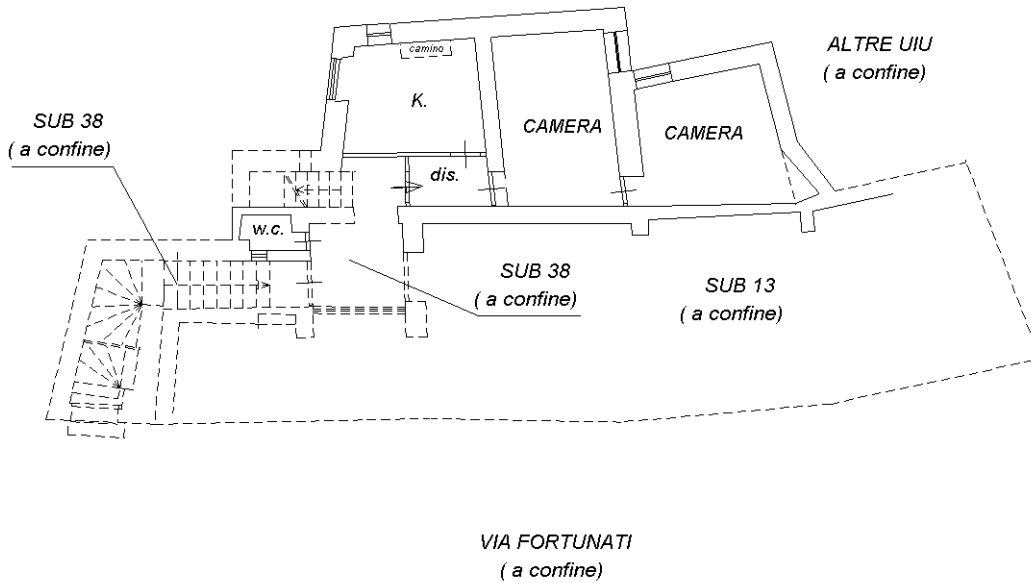 camino
ALTRE UIU
( a confine)
K.
SUB 38
( a confine)
CAMERA
CAMERA
dis.
w.c.
SUB 38
( a confine)
SUB 13
( a confine)
VIA FORTUNATI
( a confine)